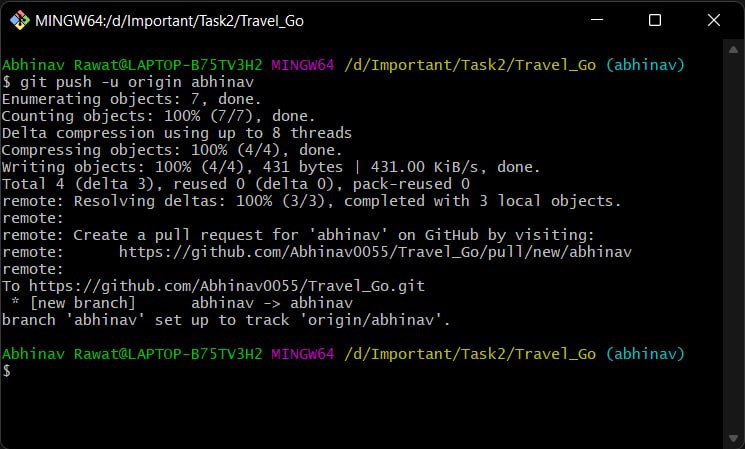 MINGW64:/d/Important/Task2/Travel_Go
Abhinav Rawat@LAPTOP-B75TV3H2 MINGW64 /d/Important/Task2/Travel_Go (abhinav)
$ git push -u origin abhinav
Enumerating objects: 7, done.
Counting objects: 100% (7/7), done.
Delta compression using up to 8 threads
Compressing objects: 100% (4/4), done.
Writing objects: 100% (4/4), 431 bytes | 431.00 KiB/s, done.
Total 4 (delta 3), reused 0 (delta 0), pack-reused 0
remote: Resolving deltas: 100% (3/3), completed with 3 local objects.
remote:
remote: Create a pull request for 'abhinav' on GitHub by visiting:
remote:      https://github.com/Abhinav0055/Travel_Go/pull/new/abhinav
remote:
To https://github.com/Abhinav0055/Travel_Go.git
 * [new branch]      abhinav -> abhinav
branch 'abhinav' set up to track 'origin/abhinav'.
Abhinav Rawat@LAPTOP-B75TV3H2 MINGW64 /d/Important/Task2/Travel_Go (abhinav)
$